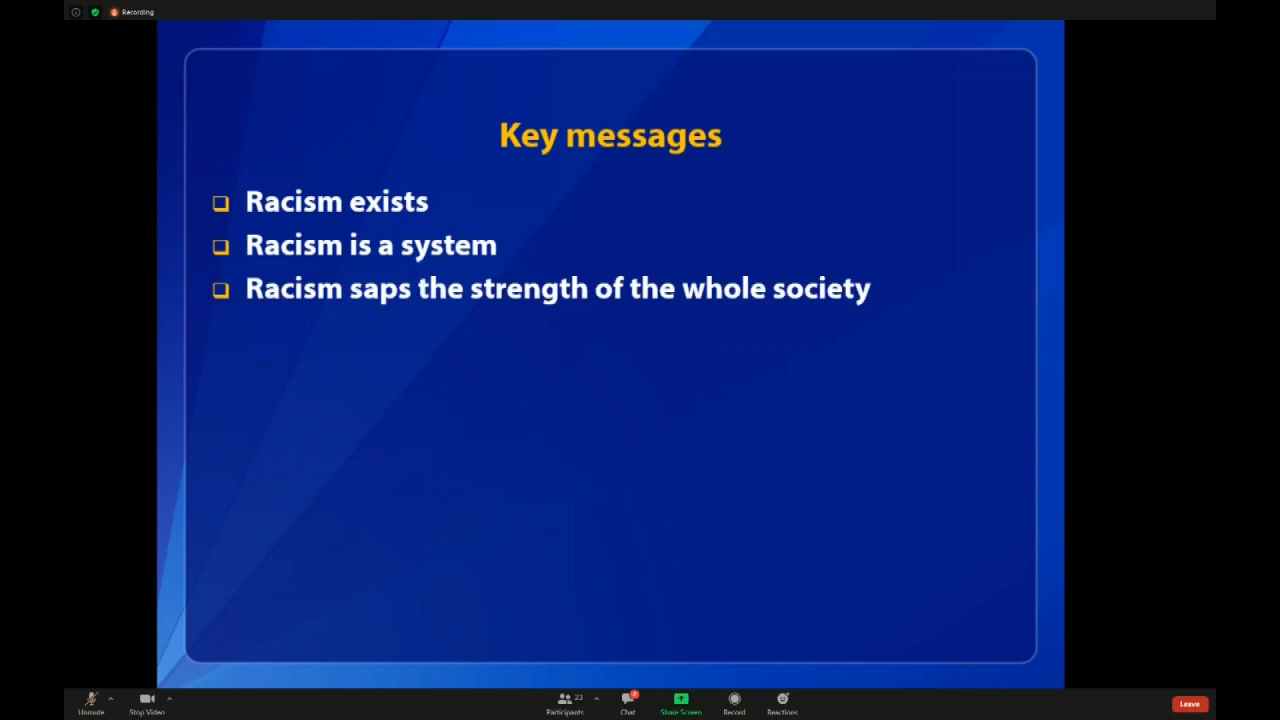 Recording
Key messages
Racism exists
Racism is a system
Racism saps the strength of the whole society
Unmute
Stop Video
23
Participants
Chat
Share Screen
Record
Reactions
Leave